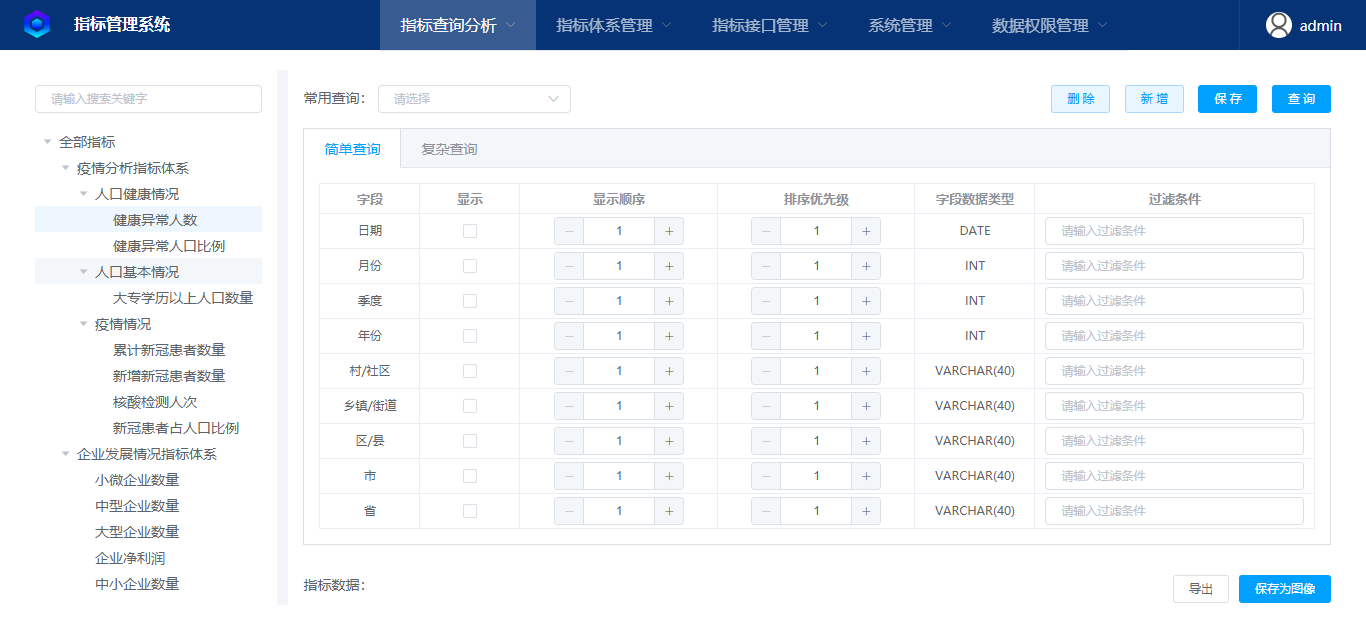 指标管理系统 指标查询分析 指标体系管理 指标接口管理 系统管理 数据权限管理 admin
请输入搜索关键字
全部指标
疫情分析指标体系
人口健康情况
健康异常人数
健康异常人口比例
人口基本情况
大专学历以上人口数量
疫情情况
累计新冠患者数量
新增新冠患者数量
核酸检测人次
新冠患者占人口比例
企业发展情况指标体系
小微企业数量
中型企业数量
大型企业数量
企业净利润
中小企业数量
常用查询: 请选择 删除 新增 保存 查询
简单查询 复杂查询
字段 显示 显示顺序 排序优先级 字段数据类型 过滤条件
日期 − 1 + − 1 + DATE 请输入过滤条件
月份 − 1 + − 1 + INT 请输入过滤条件
季度 − 1 + − 1 + INT 请输入过滤条件
年份 − 1 + − 1 + INT 请输入过滤条件
村/社区 − 1 + − 1 + VARCHAR(40) 请输入过滤条件
乡镇/街道 − 1 + − 1 + VARCHAR(40) 请输入过滤条件
区/县 − 1 + − 1 + VARCHAR(40) 请输入过滤条件
市 − 1 + − 1 + VARCHAR(40) 请输入过滤条件
省 − 1 + − 1 + VARCHAR(40) 请输入过滤条件
指标数据: 导出 保存为图像